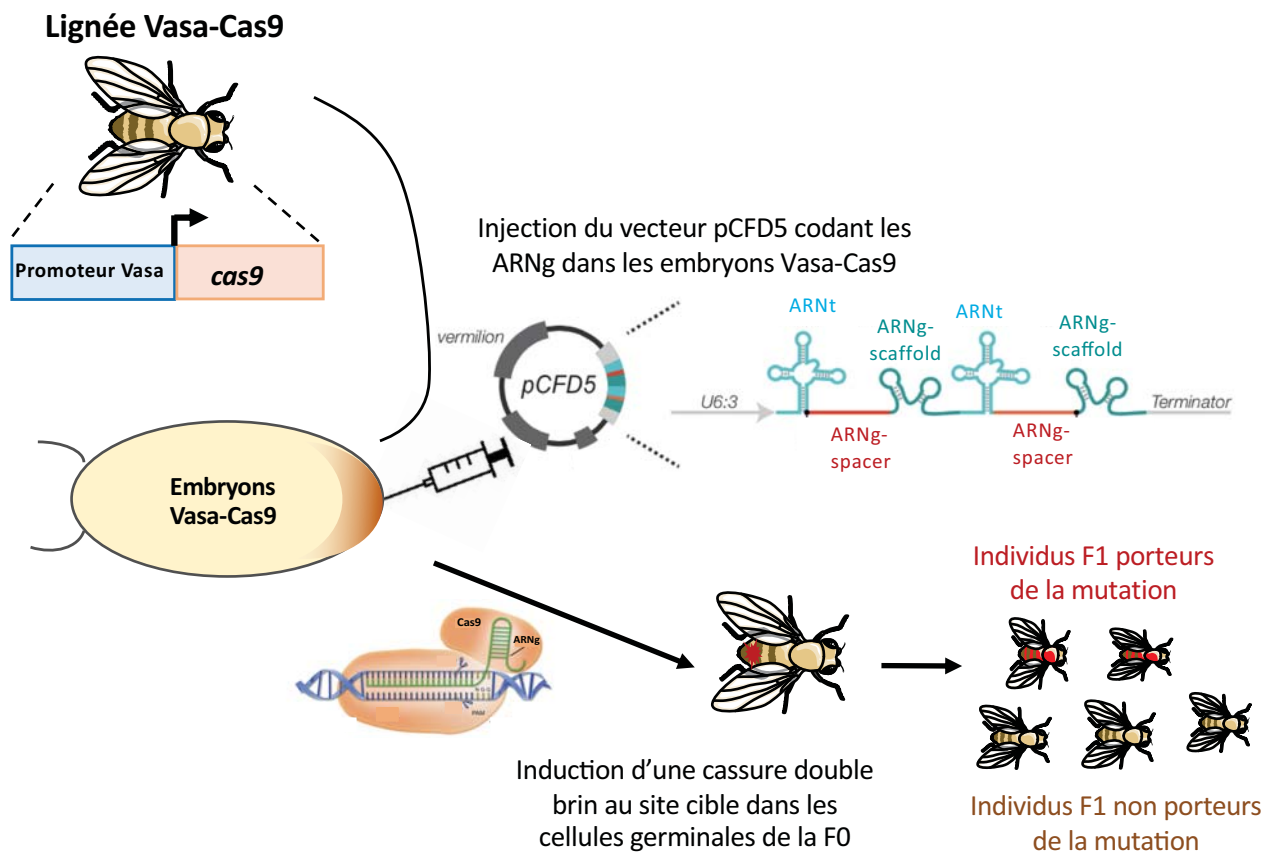 Lignée Vasa-Cas9
Promoteur Vasa
cas9
Injection du vecteur pCFD5 codant les
ARNg dans les embryons Vasa-Cas9
vermilion
pCFD5
ARNt
ARNg-
scaffold
ARNt
ARNg-
scaffold
U6:3
Terminator
ARNg-
spacer
ARNg-
spacer
Embryons
Vasa-Cas9
Cas9
ARNg
NGG
PAM
Induction d’une cassure double
brin au site cible dans les
cellules germinales de la F0
Individus F1 porteurs
de la mutation
Individus F1 non porteurs
de la mutation